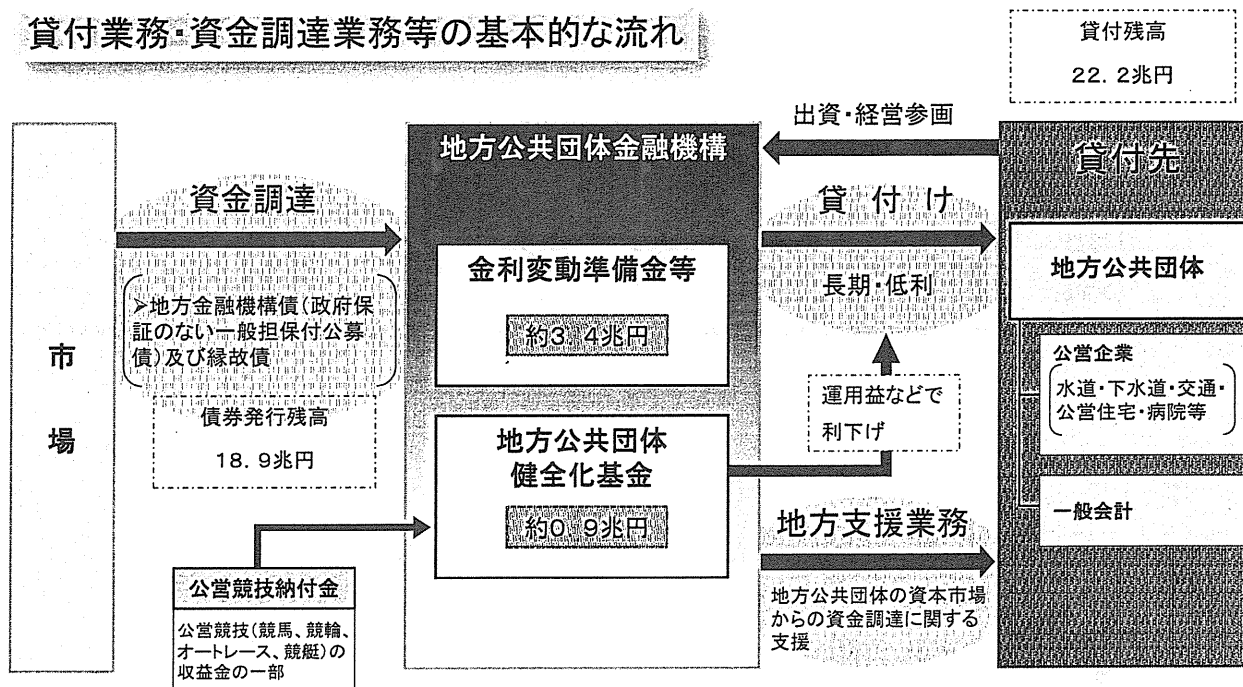 貸付業務・資金調達業務等の基本的な流れ
貸付残高
22.2兆円
市
場
資金調達
➢地方金融機構債(政府保
証のない一般担保付公募
債)及び縁故債
債券発行残高
18.9兆円
公営競技納付金
公営競技(競馬、競輪、
オートレース、競艇)の
収益金の一部
地方公共団体金融機構
金利変動準備金等
約3.4兆円
地方公共団体
健全化基金
約0.9兆円
出資・経営参画
貸付け
長期・低利
運用益などで
利下げ
地方支援業務
地方公共団体の資本市場
からの資金調達に関する
支援
貸付先
地方公共団体
公営企業
水道・下水道・交通・
公営住宅・病院等
一般会計